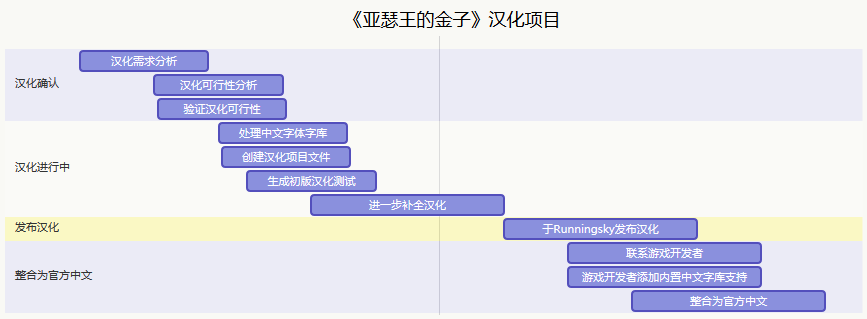 《亚瑟王的金子》汉化项目
汉化确认
汉化需求分析
汉化可行性分析
验证汉化可行性
汉化进行中
处理中文字体字库
创建汉化项目文件
生成初版汉化测试
进一步补全汉化
发布汉化
于Runningsky发布汉化
整合为官方中文
联系游戏开发者
游戏开发者添加内置中文字库支持
整合为官方中文